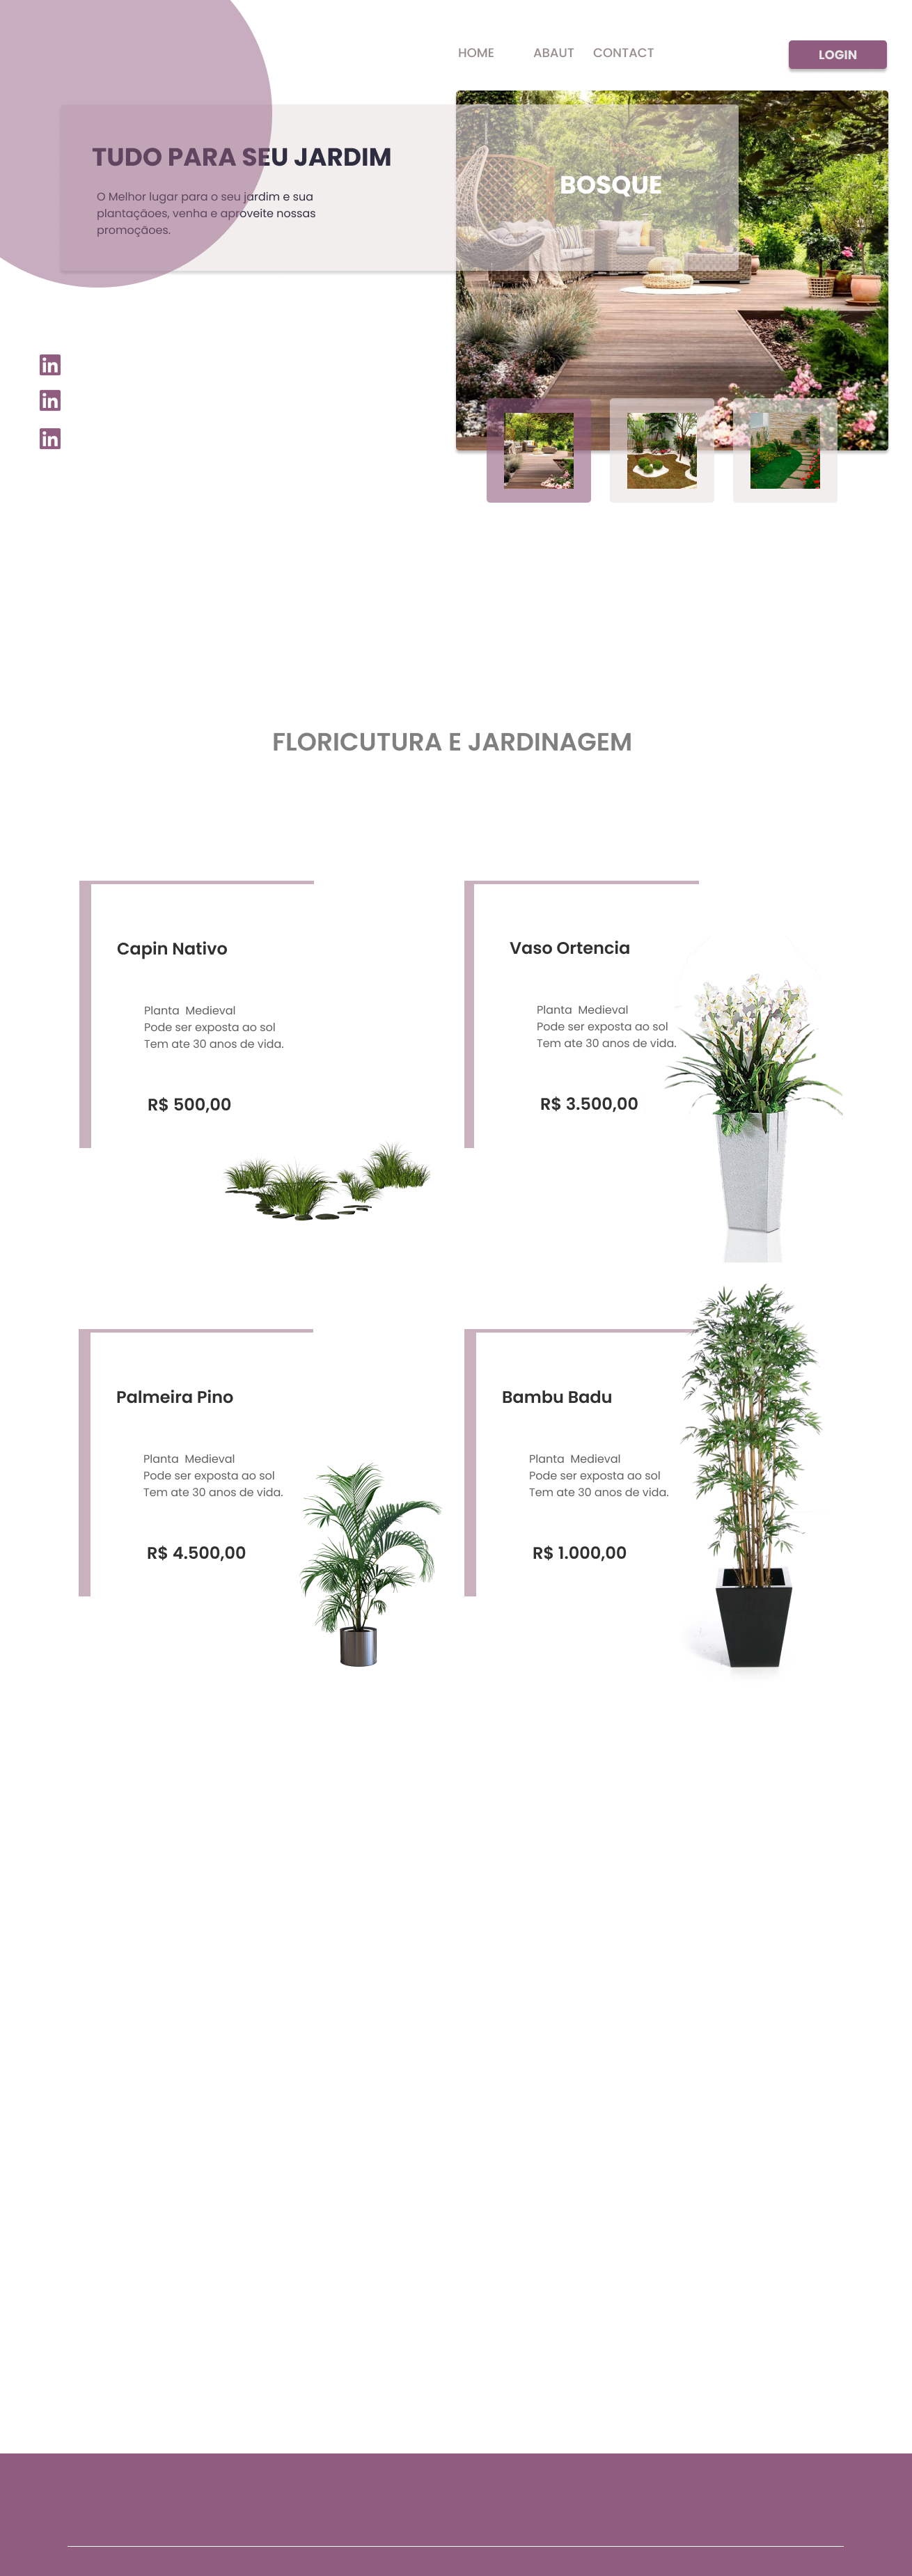 HOME
ABAUT
CONTACT
LOGIN
TUDO PARA SEU JARDIM
O Melhor lugar para o seu jardim e sua
plantaçãoes, venha e aproveite nossas
promoçãoes.
BOSQUE
in
in
in
FLORICUTURA E JARDINAGEM
Capin Nativo
Planta  Medieval
Pode ser exposta ao sol
Tem ate 30 anos de vida.
R$ 500,00
Vaso Ortencia
Planta  Medieval
Pode ser exposta ao sol
Tem ate 30 anos de vida.
R$ 3.500,00
Palmeira Pino
Planta  Medieval
Pode ser exposta ao sol
Tem ate 30 anos de vida.
R$ 4.500,00
Bambu Badu
Planta  Medieval
Pode ser exposta ao sol
Tem ate 30 anos de vida.
R$ 1.000,00